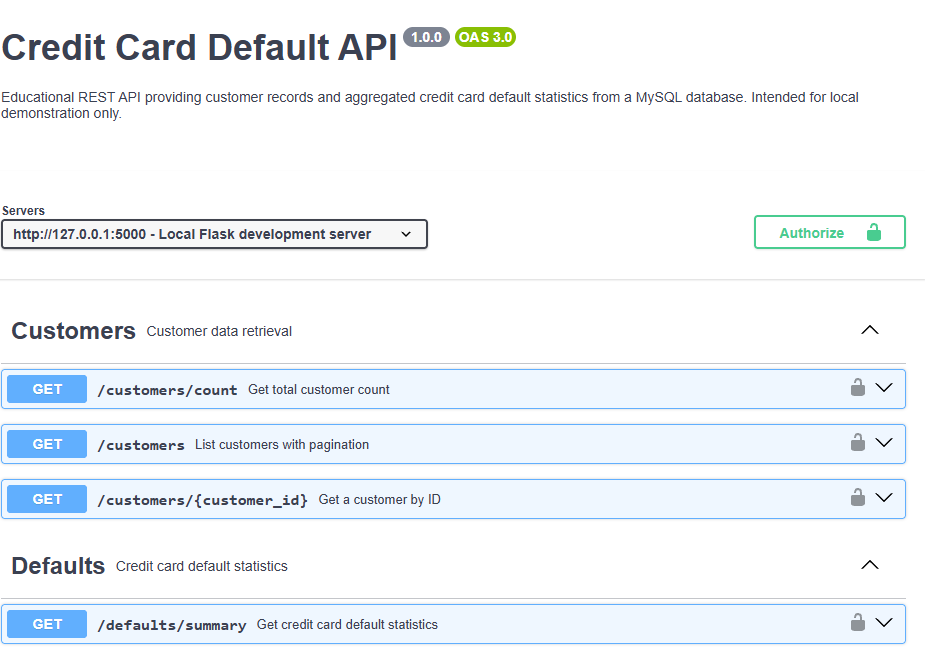 Credit Card Default API 1.0.0 OAS 3.0
Educational REST API providing customer records and aggregated credit card default statistics from a MySQL database. Intended for local
demonstration only.
Servers
http://127.0.0.1:5000 - Local Flask development server
Authorize
Customers Customer data retrieval
GET /customers/count Get total customer count
GET /customers List customers with pagination
GET /customers/{customer_id} Get a customer by ID
Defaults Credit card default statistics
GET /defaults/summary Get credit card default statistics